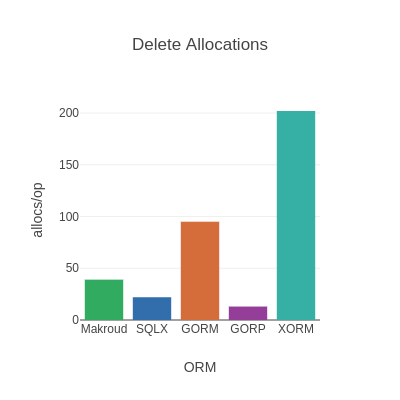 Delete Allocations
allocs/op
200
150
100
50
0
Makroud SQLX GORM GORP XORM
ORM